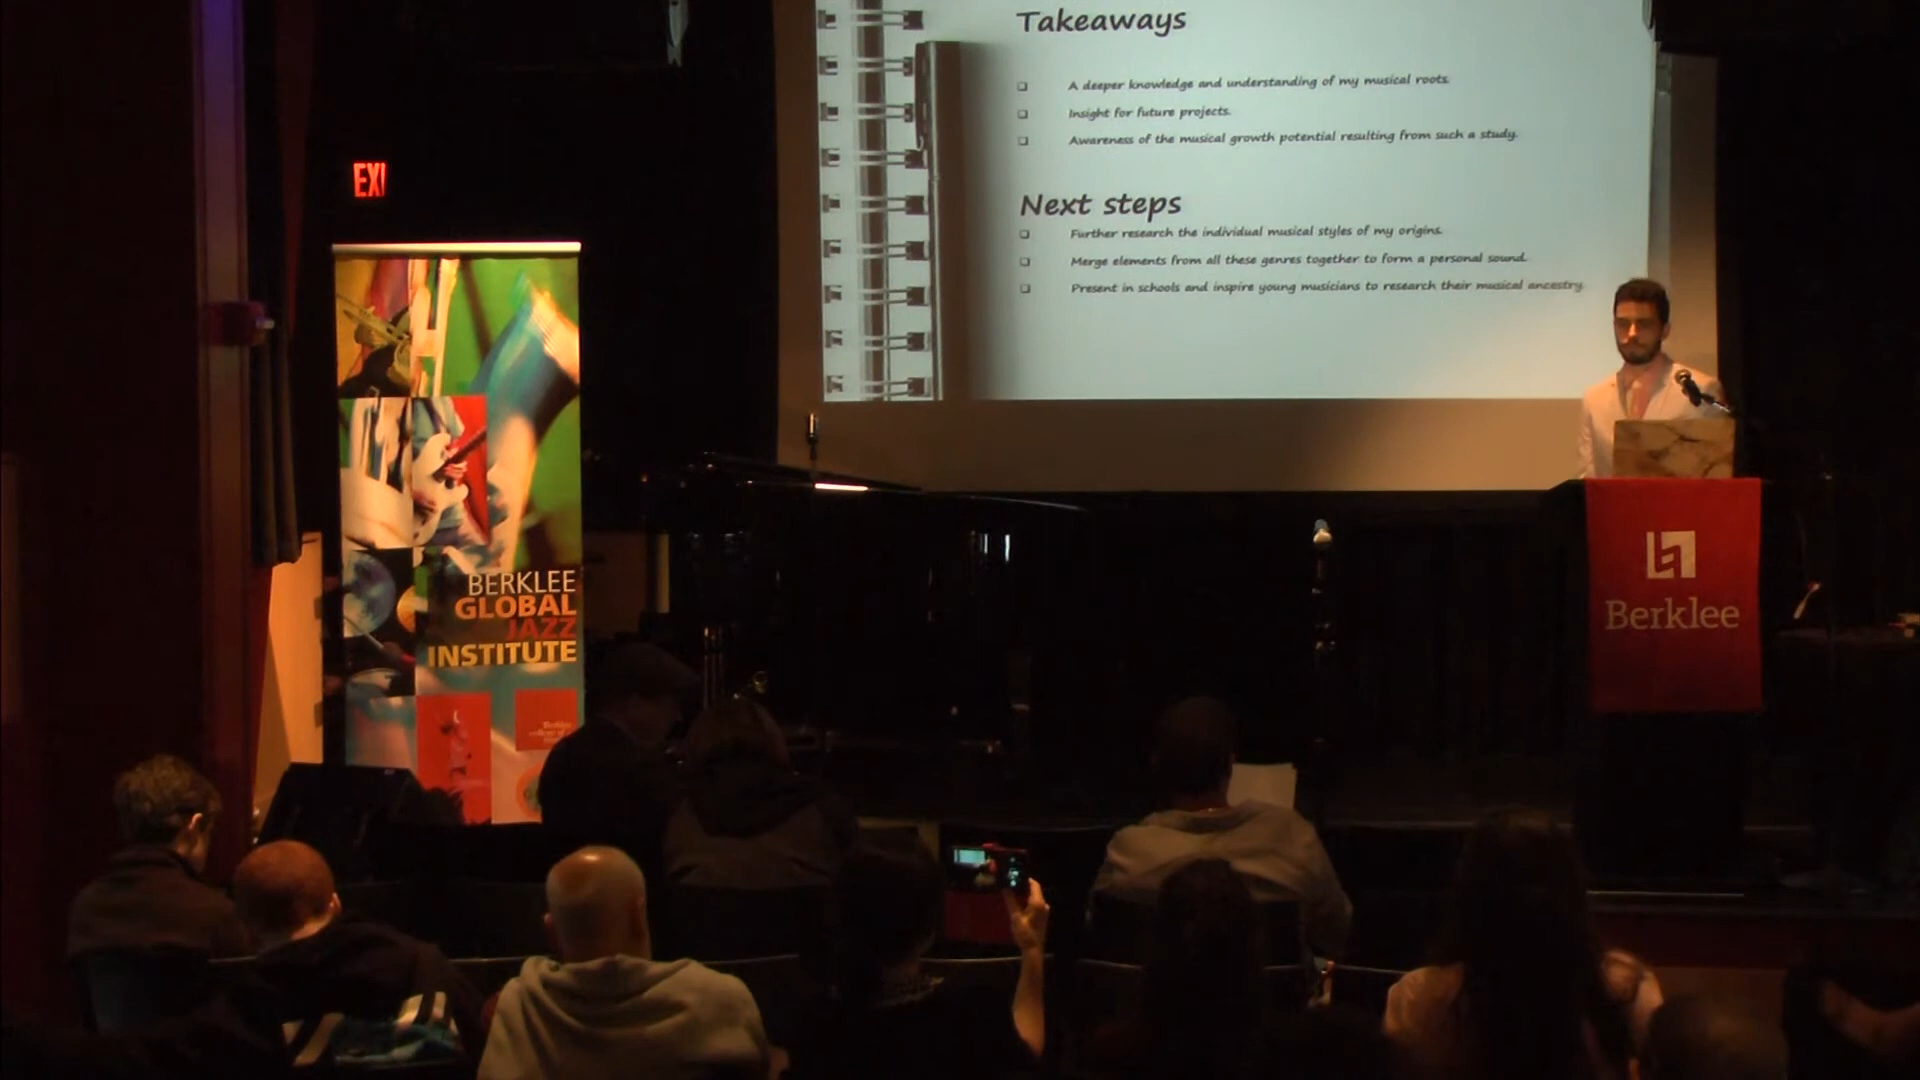 Takeaways
A deeper knowledge and understanding of my musical roots.
Insight for future projects.
Awareness of the musical growth potential resulting from such a study.
Next steps
Further research the individual musical styles of my origins.
Merge elements from all these genres together to form a personal sound.
Present in schools and inspire young musicians to research their musical ancestry.
EXI
BERKLEE
GLOBAL
JAZZ
INSTITUTE
Berklee